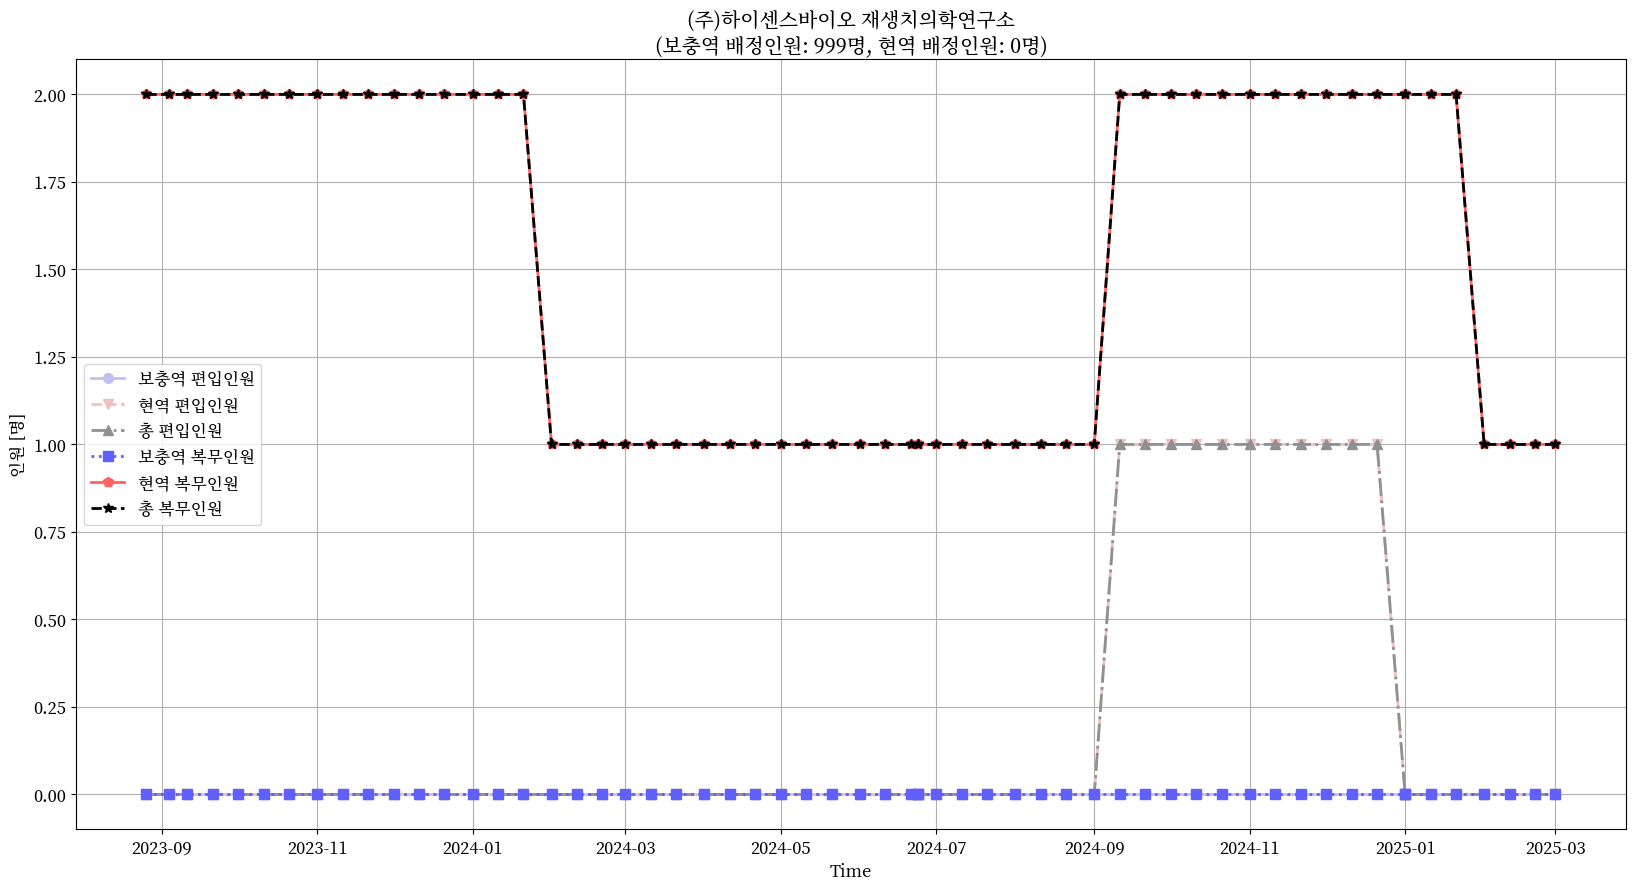 (주)하이센스바이오 재생치의학연구소
(보충역 배정인원: 999명, 현역 배정인원: 0명)
인원 [명]
2.00
1.75
1.50
1.25
1.00
0.75
0.50
0.25
0.00
보충역 편입인원
현역 편입인원
총 편입인원
보충역 복무인원
현역 복무인원
총 복무인원
2023-09 2023-11 2024-01 2024-03 2024-05 2024-07 2024-09 2024-11 2025-01 2025-03
Time